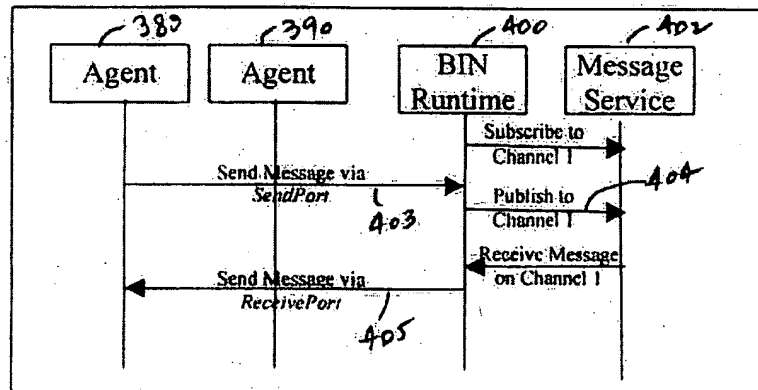 380
390
400
402
Agent
Agent
BIN
Runtime
Message
Service
Subscribe to
Channel 1
Send Message via
SendPort
403
Publish to
Channel 1
404
Receive Message
on Channel 1
Send Message via
ReceivePort
405